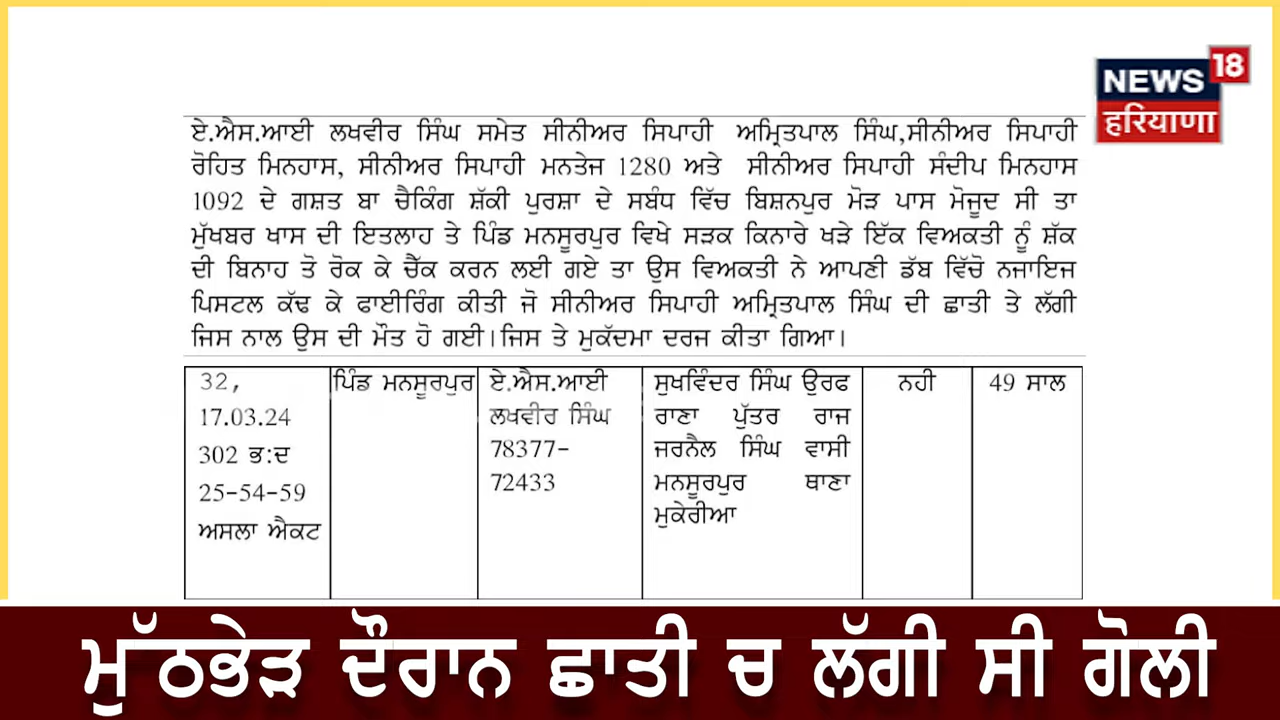 NEWS 18
हरियाणा
ਏ.ਐਸ.ਆਈ ਲਖਵੀਰ ਸਿੰਘ ਸਮੇਤ ਸੀਨੀਅਰ ਸਿਪਾਹੀ ਅਮ੍ਰਿਤਪਾਲ ਸਿੰਘ,ਸੀਨੀਅਰ ਸਿਪਾਹੀ
ਰੋਹਿਤ ਮਿਨਹਾਸ, ਸੀਨੀਅਰ ਸਿਪਾਹੀ ਮਨਤੇਜ 1280 ਅਤੇ ਸੀਨੀਅਰ ਸਿਪਾਹੀ ਸੰਦੀਪ ਮਿਨਹਾਸ
1092 ਦੇ ਗਸ਼ਤ ਬਾ ਚੈਕਿੰਗ ਸ਼ੱਕੀ ਪੁਰਸ਼ਾ ਦੇ ਸਬੰਧ ਵਿੱਚ ਬਿਸ਼ਨਪੁਰ ਮੋੜ ਪਾਸ ਮੋਜੂਦ ਸੀ ਤਾ
ਮੁੱਖਬਰ ਖਾਸ ਦੀ ਇਤਲਾਹ ਤੇ ਪਿੰਡ ਮਨਸੂਰਪੁਰ ਵਿਖੇ ਸੜਕ ਕਿਨਾਰੇ ਖੜੇ ਇੱਕ ਵਿਅਕਤੀ ਨੂੰ ਸ਼ੱਕ
ਦੀ ਬਿਨਾਹ ਤੋ ਰੋਕ ਕੇ ਚੈੱਕ ਕਰਨ ਲਈ ਗਏ ਤਾ ਉਸ ਵਿਅਕਤੀ ਨੇ ਆਪਣੀ ਡੱਬ ਵਿੱਚੋ ਨਜਾਇਜ
ਪਿਸਟਲ ਕੱਢ ਕੇ ਫਾਈਰਿੰਗ ਕੀਤੀ ਜੋ ਸੀਨੀਅਰ ਸਿਪਾਹੀ ਅਮ੍ਰਿਤਪਾਲ ਸਿੰਘ ਦੀ ਛਾਤੀ ਤੇ ਲੱਗੀ
ਜਿਸ ਨਾਲ ਉਸ ਦੀ ਮੌਤ ਹੋ ਗਈ।ਜਿਸ ਤੇ ਮੁਕੱਦਮਾ ਦਰਜ ਕੀਤਾ ਗਿਆ।
32,
17.03.24
302 ਭ:ਦ
25-54-59
ਅਸਲਾ ਐਕਟ
ਪਿੰਡ ਮਨਸੂਰਪੁਰ
ਏ.ਐਸ.ਆਈ
ਲਖਵੀਰ ਸਿੰਘ
78377-
72433
ਸੁਖਵਿੰਦਰ ਸਿੰਘ ਉਰਫ
ਰਾਣਾ ਪੁੱਤਰ ਰਾਜ
ਜਰਨੈਲ ਸਿੰਘ ਵਾਸੀ
ਮਨਸੂਰਪੁਰ ਥਾਣਾ
ਮੁਕੇਰੀਆ
ਨਹੀ
49 ਸਾਲ
ਮੁੱਠਭੇੜ ਦੌਰਾਨ ਛਾਤੀ ਚ ਲੱਗੀ ਸੀ ਗੋਲੀ